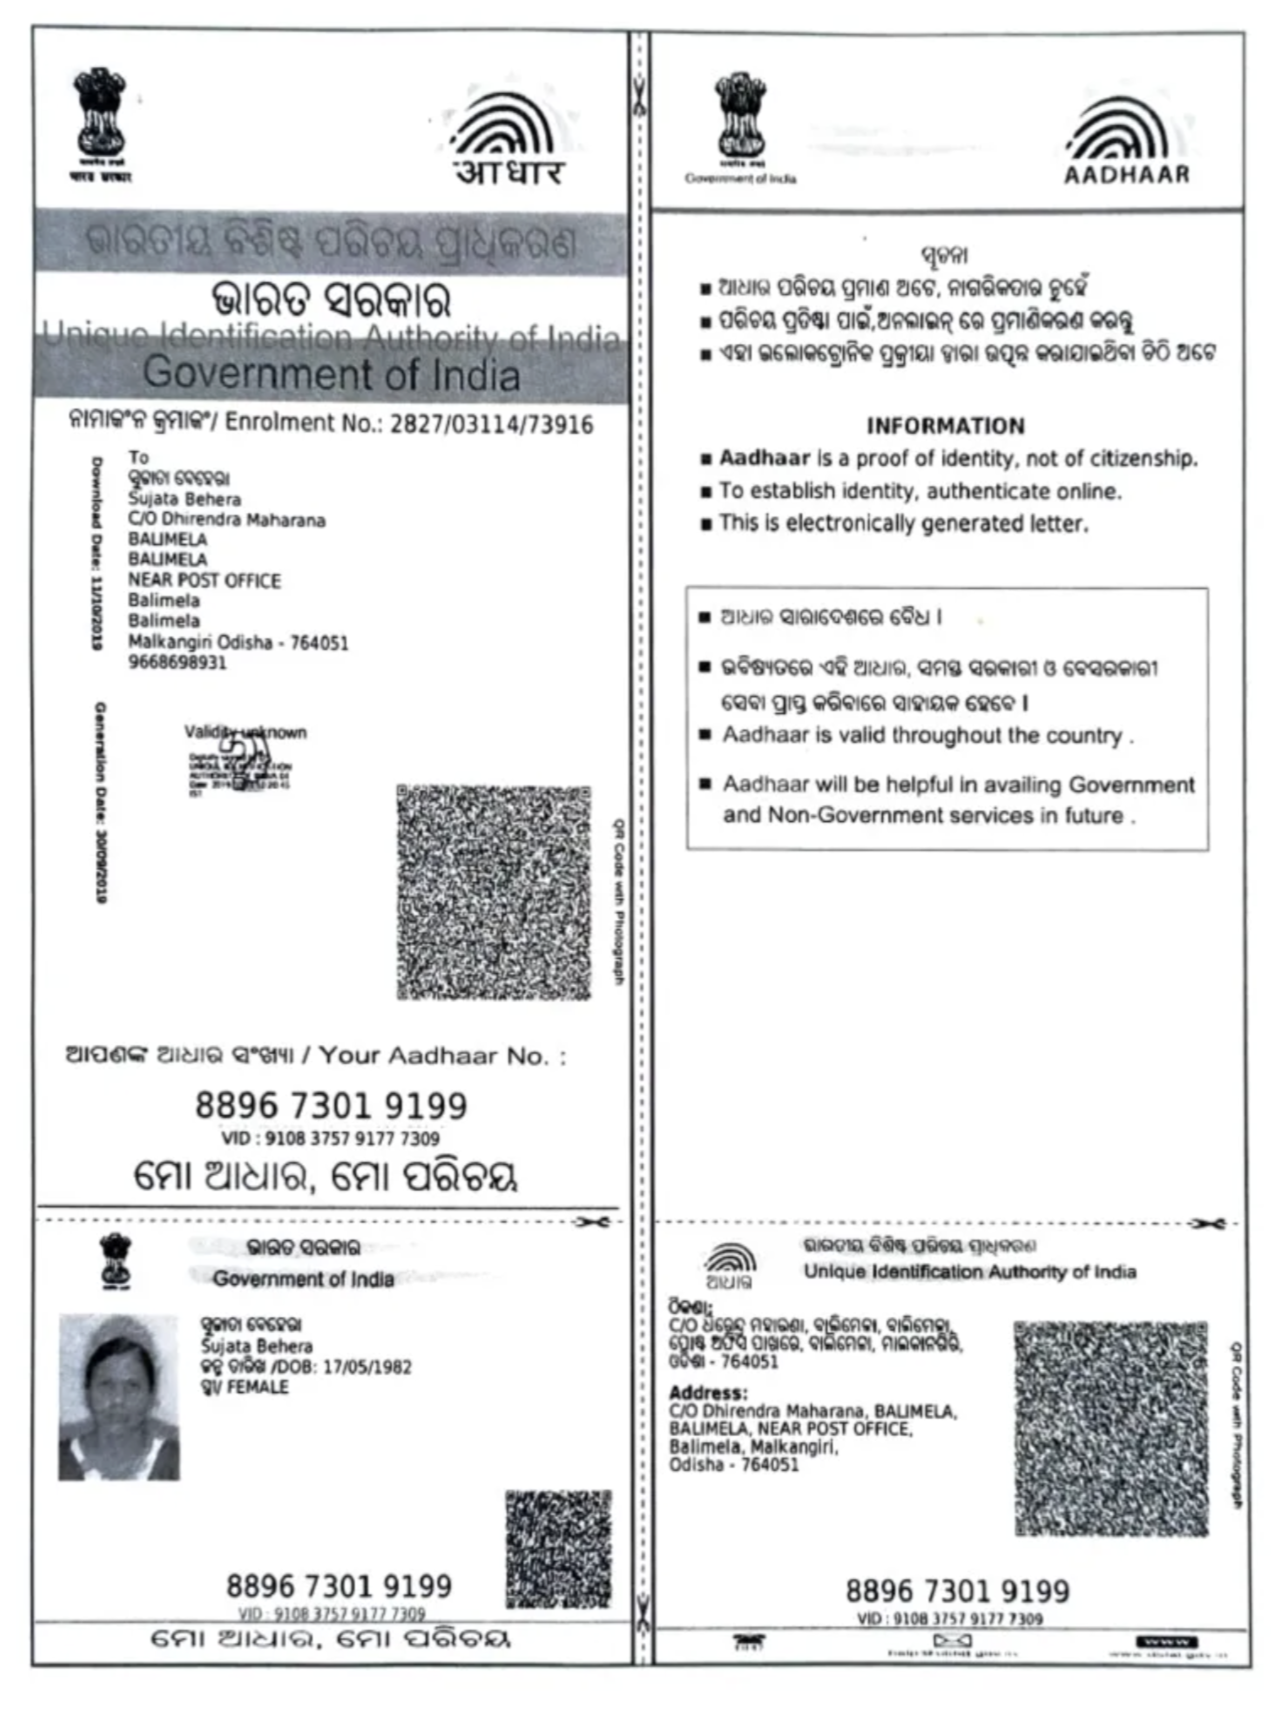 भारत सरकार
आधार
ଭାରତୀୟ ବିଶିଷ୍ଟ ପରିଚୟ ପ୍ରାଧିକରଣ
ଭାରତ ସରକାର
Unique Identification Authority of India
Government of India
ନାମାକଂନ କ୍ରମାକଂ/ Enrolment No.: 2827/03114/73916
Download Date: 11/10/2019
Generation Date: 30/09/2019
To
ସୁଜାତା ବେହେରା
Sujata Behera
C/O Dhirendra Maharana
BALIMELA
BALIMELA
NEAR POST OFFICE
Balimela
Balimela
Malkangiri Odisha - 764051
9668698931
Validity unknown
QR Code with Photograph
ଆପଣଙ୍କ ଆଧାର ସଂଖ୍ୟା / Your Aadhaar No. :
8896 7301 9199
VID : 9108 3757 9177 7309
ମୋ ଆଧାର, ମୋ ପରିଚୟ
Government of India
AADHAAR
ସୂଚନା
■ ଆଧାର ପରିଚୟ ପ୍ରମାଣ ଅଟେ, ନାଗରିକତାର ନୁହେଁ
■ ପରିଚୟ ପ୍ରତିଷ୍ଠା ପାଇଁ,ଅନଲାଇନ୍ ରେ ପ୍ରମାଣିକରଣ କରନ୍ତୁ
■ ଏହା ଇଲୋକଟ୍ରୋନିକ ପ୍ରକ୍ରୀୟା ଦ୍ୱାରା ଉତ୍ପନ୍ନ କରାଯାଇଥିବା ଚିଠି ଅଟେ
INFORMATION
■ Aadhaar is a proof of identity, not of citizenship.
■ To establish identity, authenticate online.
■ This is electronically generated letter.
■ ଆଧାର ସାରାଦେଶରେ ବୈଧ ।
■ ଭବିଷ୍ୟତରେ ଏହି ଆଧାର, ସମସ୍ତ ସରକାରୀ ଓ ବେସରକାରୀ
ସେବା ପ୍ରାପ୍ତ କରିବାରେ ସାହାୟକ ହେବେ ।
■ Aadhaar is valid throughout the country .
■ Aadhaar will be helpful in availing Government
and Non-Government services in future .
ଭାରତ ସରକାର
Government of India
ସୁଜାତା ବେହେରା
Sujata Behera
ଜନ୍ମ ତାରିଖ /DOB: 17/05/1982
ସ୍ତ୍ରୀ/ FEMALE
8896 7301 9199
VID : 9108 3757 9177 7309
ମୋ ଆଧାର, ମୋ ପରିଚୟ
ଆଧାର
ଭାରତୀୟ ବିଶିଷ୍ଟ ପରିଚୟ ପ୍ରାଧିକରଣ
Unique Identification Authority of India
ଠିକଣା:
C/O ଧିରେନ୍ଦ୍ର ମହାରଣା, ବାଲିମେଳା, ବାଲିମେଳା,
ପୋଷ୍ଟ ଅଫିସ ପାଖରେ, ବାଲିମେଳା, ମାଲକାନଗିରି,
ଓଡିଶା - 764051
Address:
C/O Dhirendra Maharana, BALIMELA,
BALIMELA, NEAR POST OFFICE,
Balimela, Malkangiri,
Odisha - 764051
QR Code with Photograph
8896 7301 9199
VID : 9108 3757 9177 7309
WWW